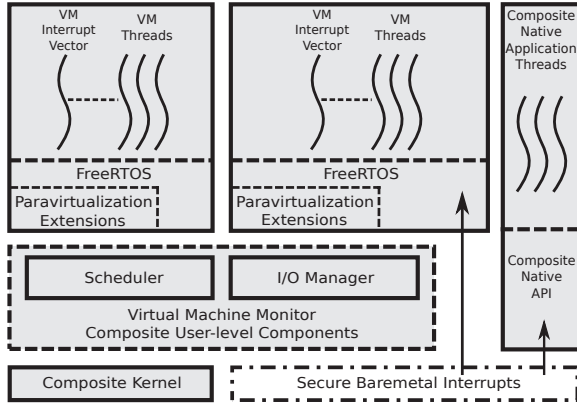 VM
Interrupt
Vector
VM
Threads
FreeRTOS
Paravirtualization
Extensions
VM
Interrupt
Vector
VM
Threads
FreeRTOS
Paravirtualization
Extensions
Composite
Native
Application
Threads
Composite
Native
API
Scheduler
I/O Manager
Virtual Machine Monitor
Composite User-level Components
Composite Kernel
Secure Baremetal Interrupts